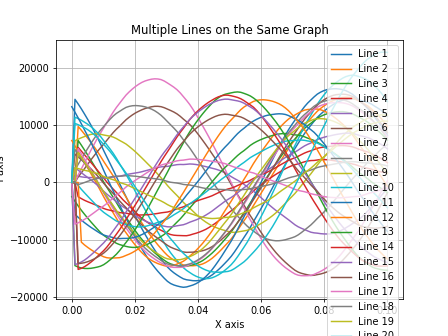 Multiple Lines on the Same Graph
20000
10000
0
−10000
−20000
0.00
0.02
0.04
0.06
X axis
Line 1
Line 2
Line 3
Line 4
Line 5
Line 6
Line 7
Line 8
Line 9
Line 10
Line 11
Line 12
Line 13
Line 14
Line 15
Line 16
Line 17
Line 18
Line 19